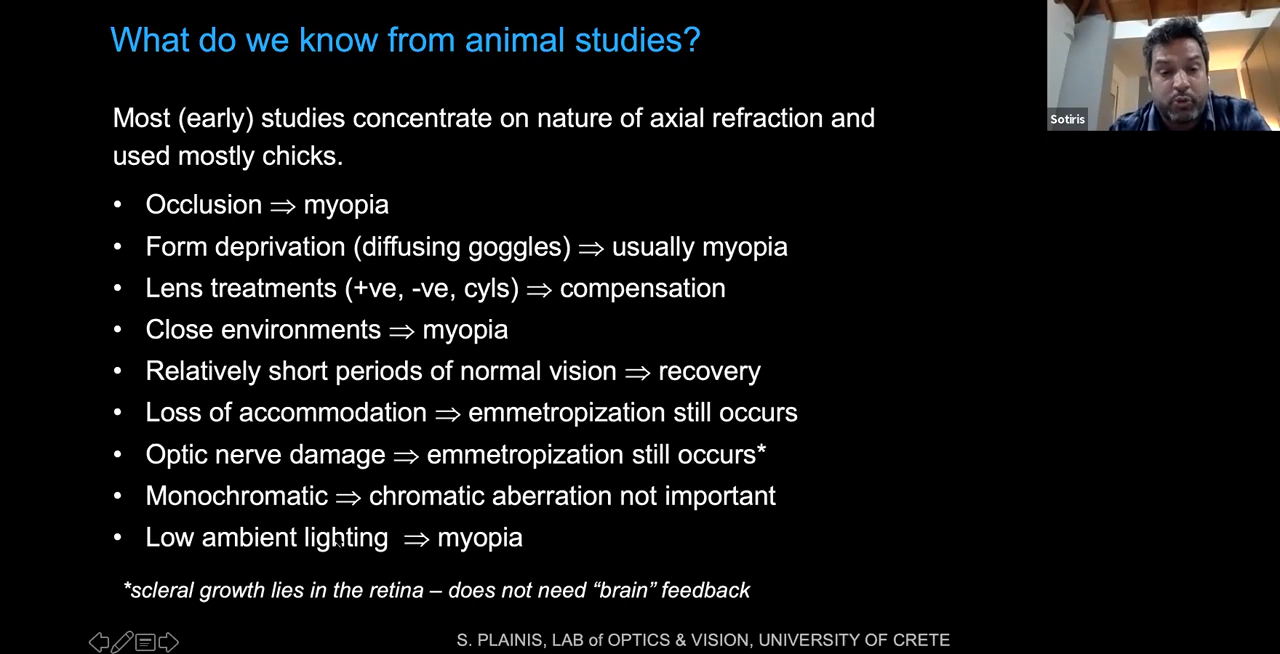 What do we know from animal studies?
Sotiris
Most (early) studies concentrate on nature of axial refraction and
used mostly chicks.
• Occlusion ⇒ myopia
• Form deprivation (diffusing goggles) ⇒ usually myopia
• Lens treatments (+ve, -ve, cyls) ⇒ compensation
• Close environments ⇒ myopia
• Relatively short periods of normal vision ⇒ recovery
• Loss of accommodation ⇒ emmetropization still occurs
• Optic nerve damage ⇒ emmetropization still occurs*
• Monochromatic ⇒ chromatic aberration not important
• Low ambient lighting ⇒ myopia
*scleral growth lies in the retina – does not need “brain” feedback
S. PLAINIS, LAB of OPTICS & VISION, UNIVERSITY OF CRETE